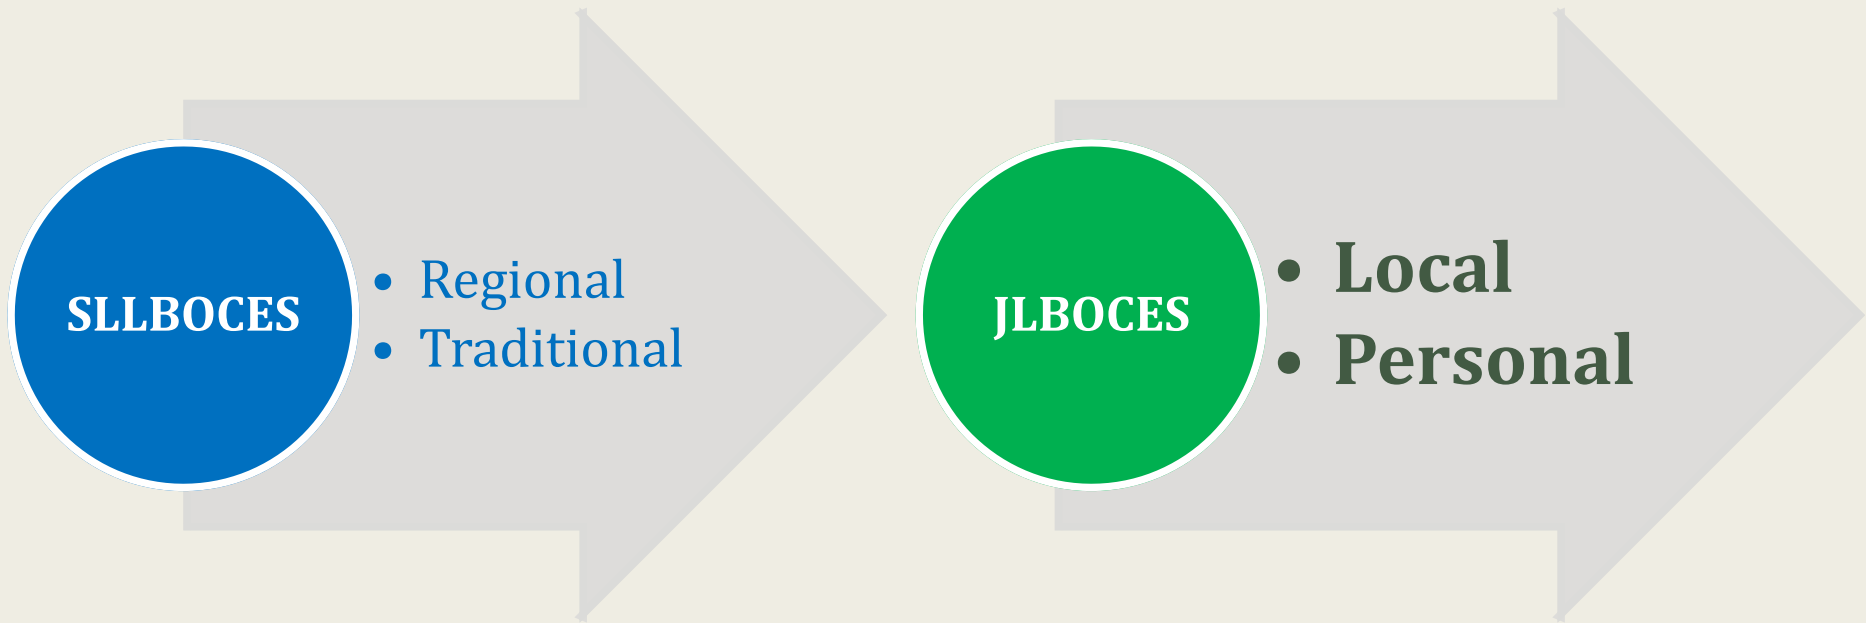 SLLBOCES
• Regional
• Traditional
JLBOCES
• Local
• Personal